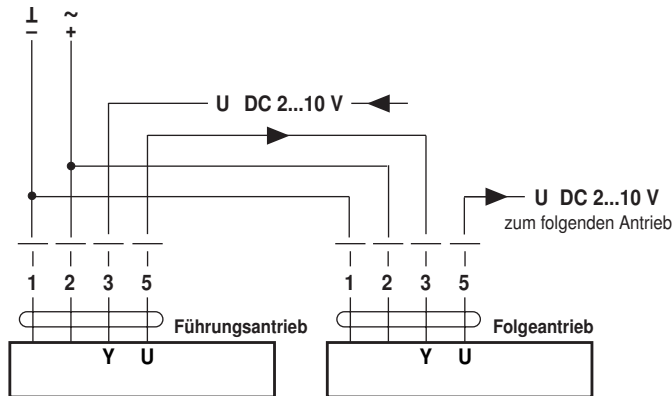 ⊥ ~
– +
U DC 2...10 V
U DC 2...10 V
zum folgenden Antrieb
1 2 3 5 1 2 3 5
Führungsantrieb Folgeantrieb
Y U Y U